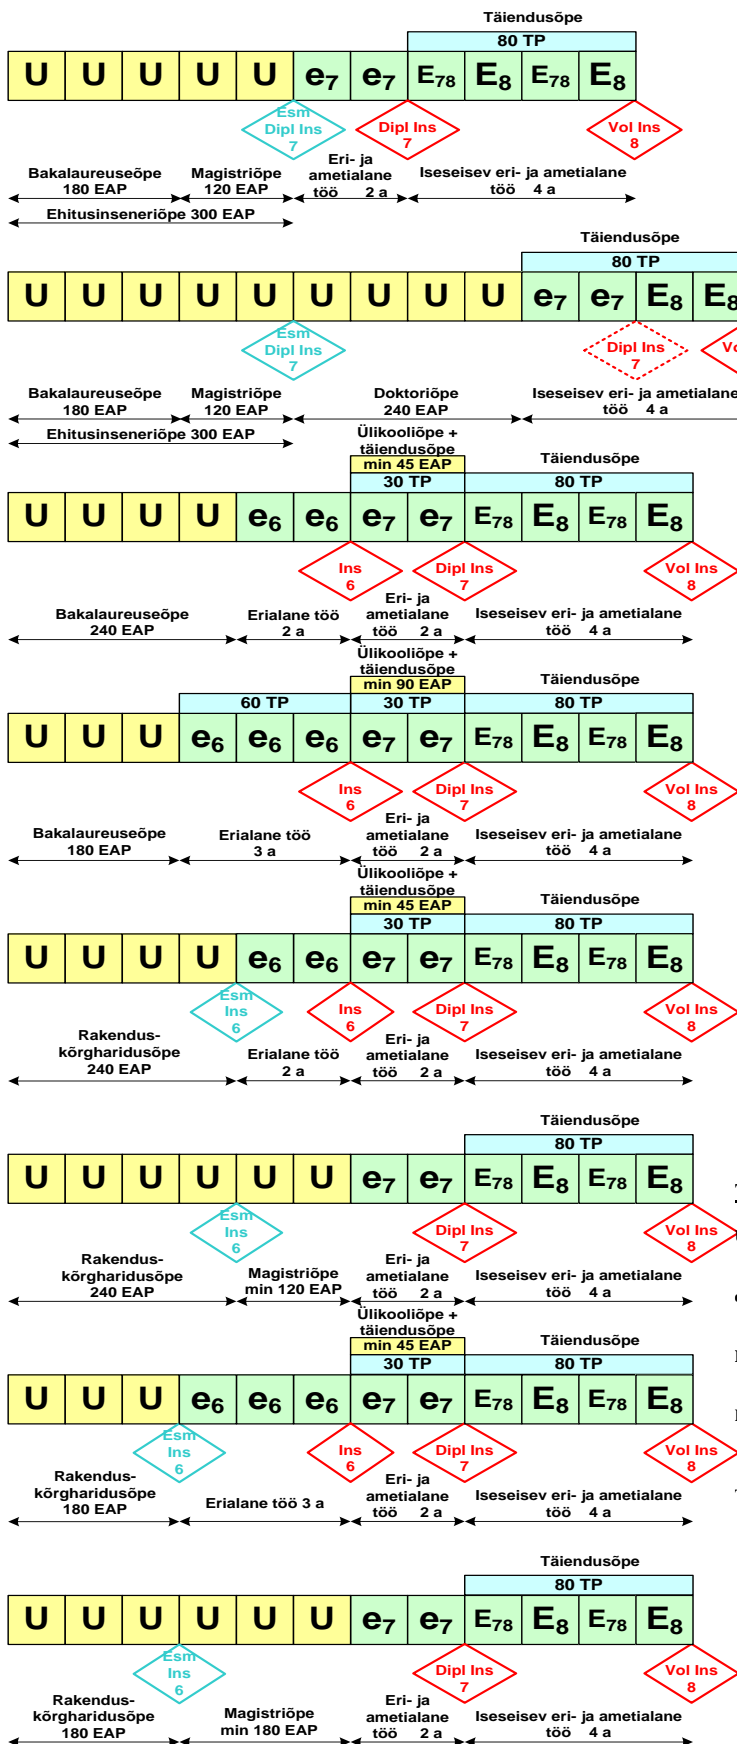 Täiendusõpe
80 TP
U U U U U e7 e7 E78 E8 E78 E8
Esm Dipl Ins 7
Dipl Ins 7
Vol Ins 8
Bakalaureuseõpe 180 EAP
Magistriõpe 120 EAP
Eri- ja ametialane töö 2 a
Iseseisev eri- ja ametialane töö 4 a
Ehitusinseneriõpe 300 EAP
Täiendusõpe
80 TP
U U U U U U U U U e7 e7 E8 E8
Esm Dipl Ins 7
Dipl Ins 7
Bakalaureuseõpe 180 EAP
Magistriõpe 120 EAP
Doktoriõpe 240 EAP
Iseseisev eri- ja ametialane töö 4 a
Ehitusinseneriõpe 300 EAP
Ülikooliõpe + täiendusõpe
min 45 EAP
Täiendusõpe
30 TP
80 TP
U U U U e6 e6 e7 e7 E78 E8 E78 E8
Ins 6
Dipl Ins 7
Vol Ins 8
Bakalaureuseõpe 240 EAP
Erialane töö 2 a
Eri- ja ametialane töö 2 a
Iseseisev eri- ja ametialane töö 4 a
Ülikooliõpe + täiendusõpe
min 90 EAP
Täiendusõpe
60 TP
30 TP
80 TP
U U U e6 e6 e6 e7 e7 E78 E8 E78 E8
Ins 6
Dipl Ins 7
Vol Ins 8
Bakalaureuseõpe 180 EAP
Erialane töö 3 a
Eri- ja ametialane töö 2 a
Iseseisev eri- ja ametialane töö 4 a
Ülikooliõpe + täiendusõpe
min 45 EAP
Täiendusõpe
30 TP
80 TP
U U U U e6 e6 e7 e7 E78 E8 E78 E8
Esm Ins 6
Ins 6
Dipl Ins 7
Vol Ins 8
Rakendus-kõrgharidusõpe 240 EAP
Erialane töö 2 a
Eri- ja ametialane töö 2 a
Iseseisev eri- ja ametialane töö 4 a
Täiendusõpe
80 TP
U U U U U U e7 e7 E78 E8 E78 E8
Esm Ins 6
Dipl Ins 7
Vol Ins 8
Rakendus-kõrgharidusõpe 240 EAP
Magistriõpe min 120 EAP
Eri- ja ametialane töö 2 a
Iseseisev eri- ja ametialane töö 4 a
Ülikooliõpe + täiendusõpe
min 45 EAP
Täiendusõpe
30 TP
80 TP
U U U e6 e6 e6 e7 e7 E78 E8 E78 E8
Esm Ins 6
Ins 6
Dipl Ins 7
Vol Ins 8
Rakendus-kõrgharidusõpe 180 EAP
Erialane töö 3 a
Eri- ja ametialane töö 2 a
Iseseisev eri- ja ametialane töö 4 a
Täiendusõpe
80 TP
U U U U U U e7 e7 E78 E8 E78 E8
Esm Ins 6
Dipl Ins 7
Vol Ins 8
Rakendus-kõrgharidusõpe 180 EAP
Magistriõpe min 180 EAP
Eri- ja ametialane töö 2 a
Iseseisev eri- ja ametialane töö 4 a